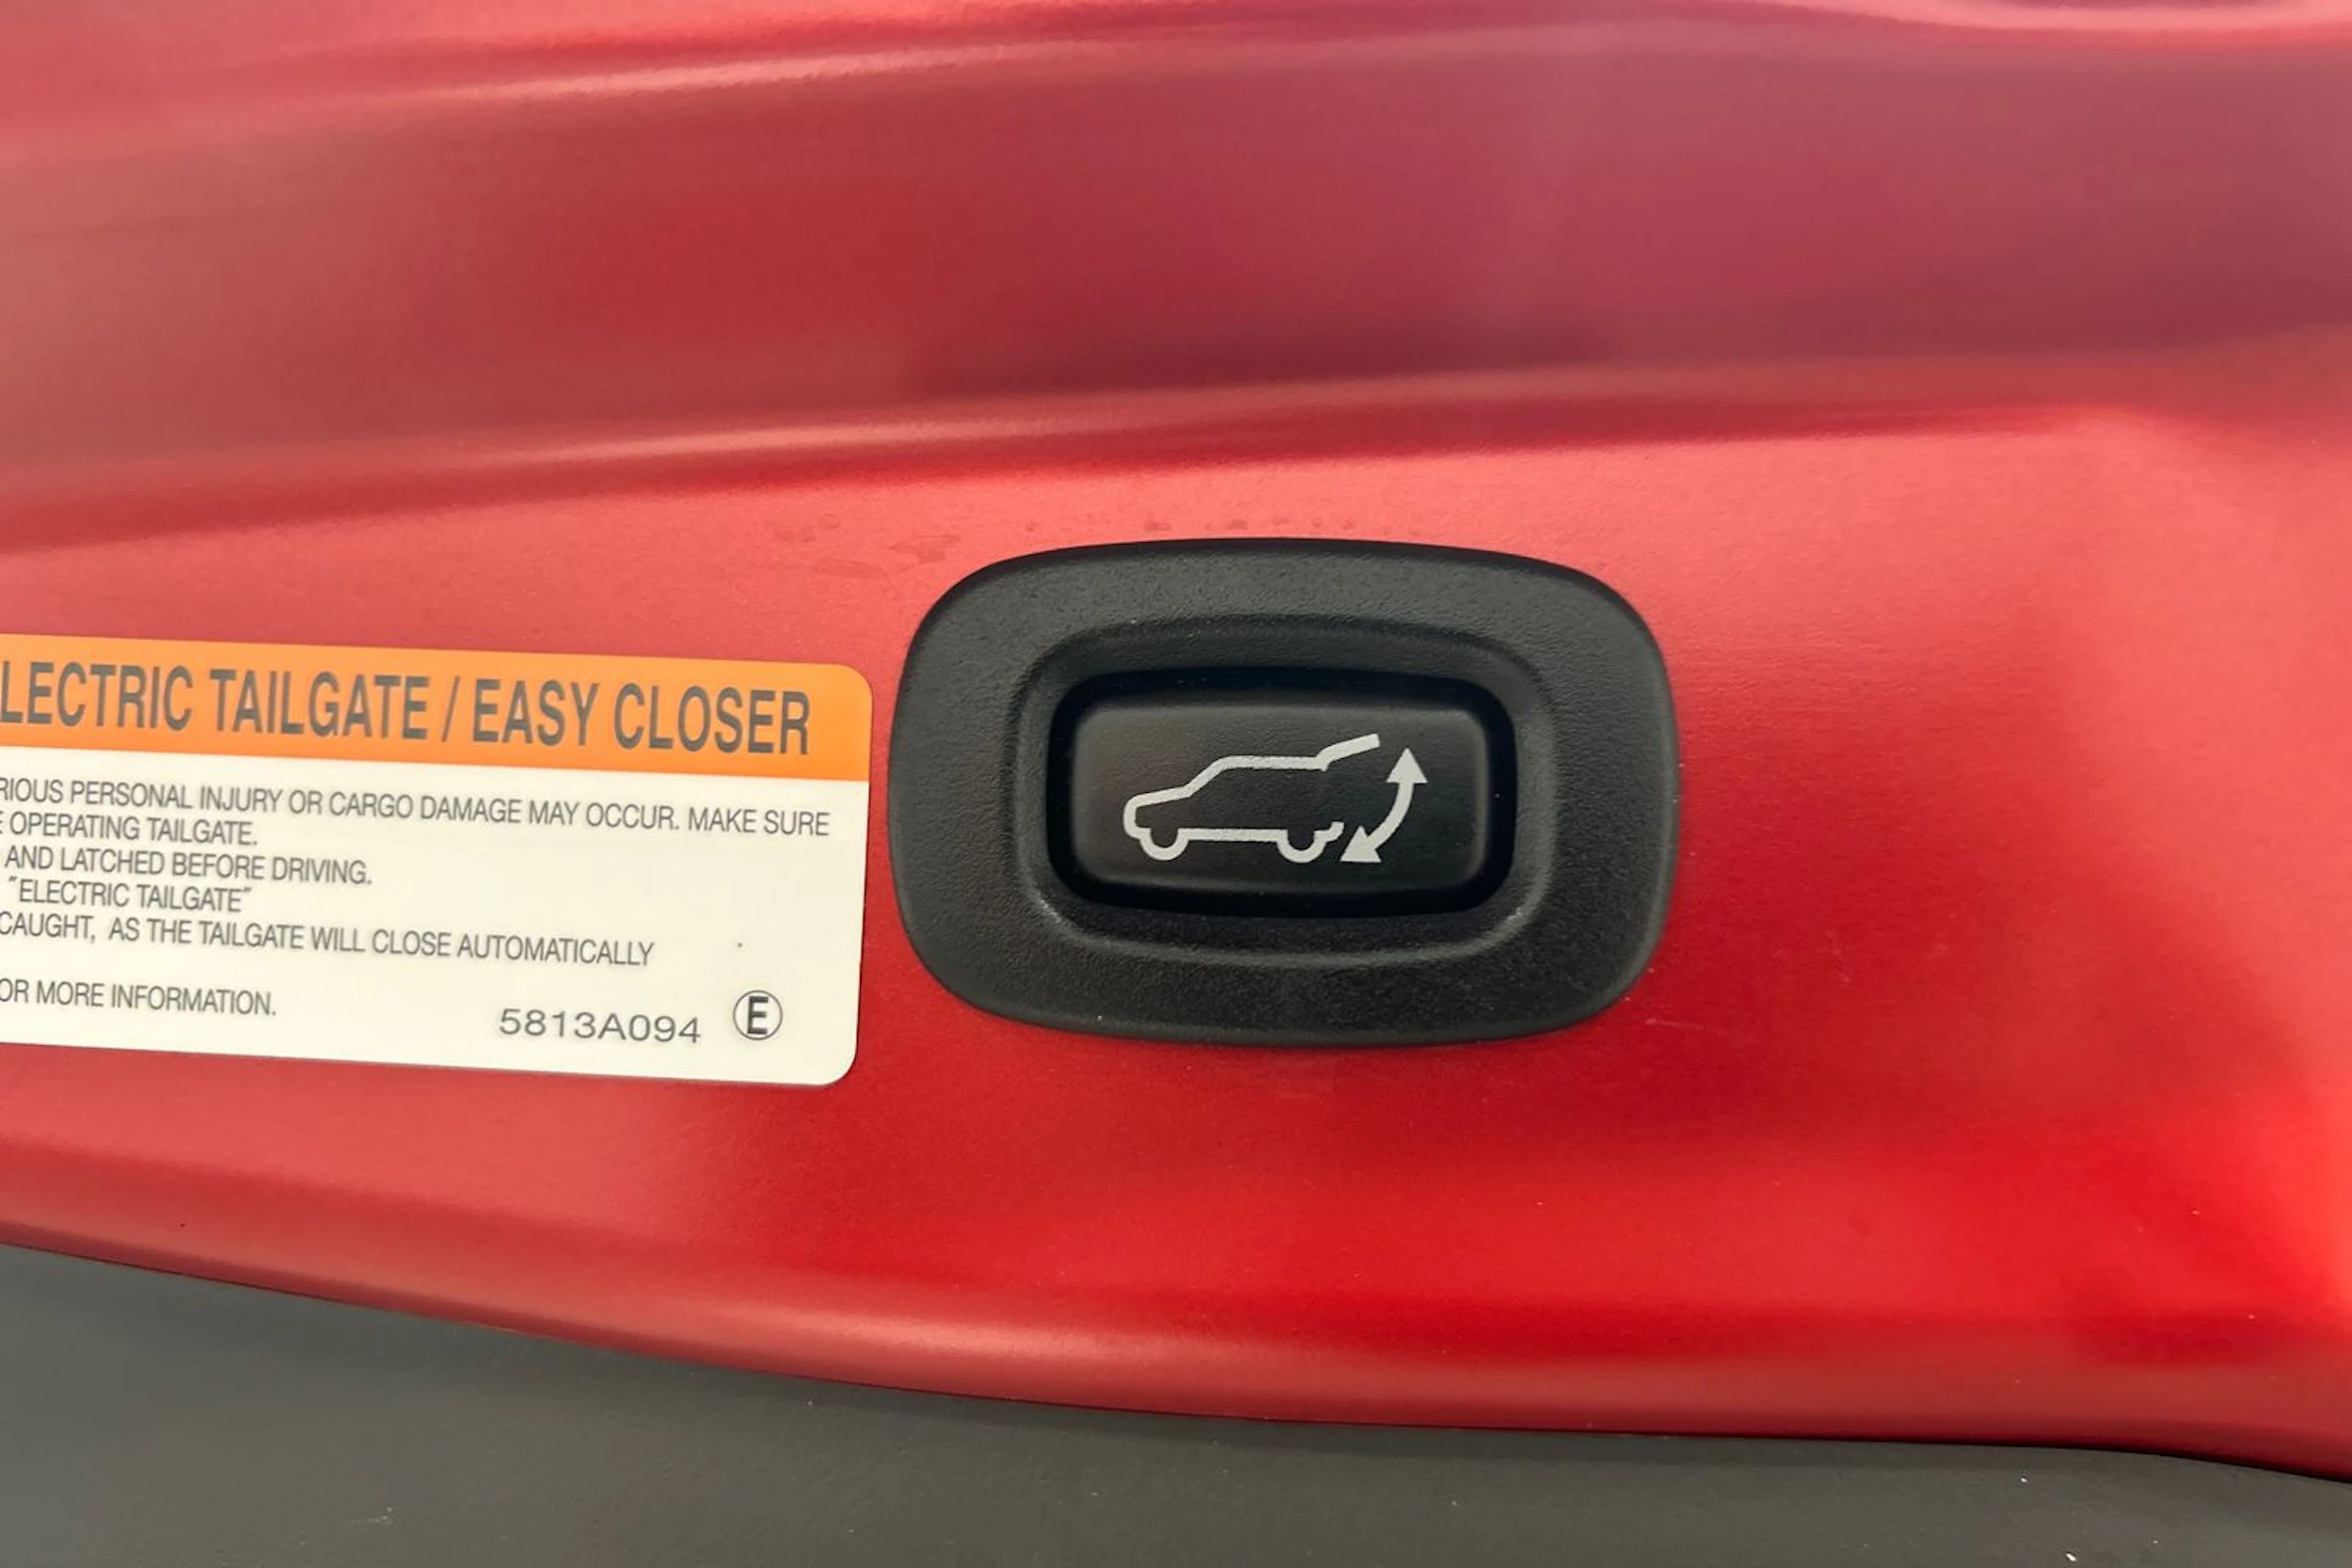 LECTRIC TAILGATE / EASY CLOSER
RIOUS PERSONAL INJURY OR CARGO DAMAGE MAY OCCUR. MAKE SURE
E OPERATING TAILGATE.
AND LATCHED BEFORE DRIVING.
"ELECTRIC TAILGATE"
CAUGHT, AS THE TAILGATE WILL CLOSE AUTOMATICALLY
OR MORE INFORMATION.
5813A094 E